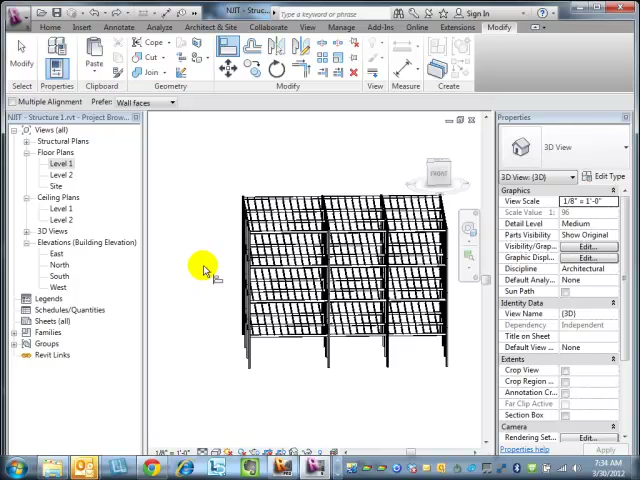 NJIT - Struc...
Type a keyword or phrase
Sign In
Home
Insert
Annotate
Analyze
Architect & Site
Collaborate
View
Manage
Add-Ins
Online
Extensions
Modify
Modify
Paste
Cope
Cut
Join
Select
Properties
Clipboard
Geometry
Modify
Measure
Create
Multiple Alignment
Prefer:
Wall faces
NJIT - Structure 1.rvt - Project Brow...
Views (all)
Structural Plans
Floor Plans
Level 1
Level 2
Site
Ceiling Plans
Level 1
Level 2
3D Views
Elevations (Building Elevation)
East
North
South
West
Legends
Schedules/Quantities
Sheets (all)
Families
Groups
Revit Links
FRONT
1/8" = 1'-0"
Properties
3D View
3D View: {3D}
Edit Type
Graphics
View Scale 1/8" = 1'-0"
Scale Value 1: 96
Detail Level Medium
Parts Visibility Show Original
Visibility/Grap... Edit...
Graphic Displ... Edit...
Discipline Architectural
Default Analy... None
Sun Path
Identity Data
View Name {3D}
Dependency Independent
Title on Sheet
Default View ... None
Extents
Crop View
Crop Region ...
Annotation Cr...
Far Clip Active
Section Box
Camera
Rendering Set... Edit...
Properties help
Apply
7:34 AM
3/30/2012